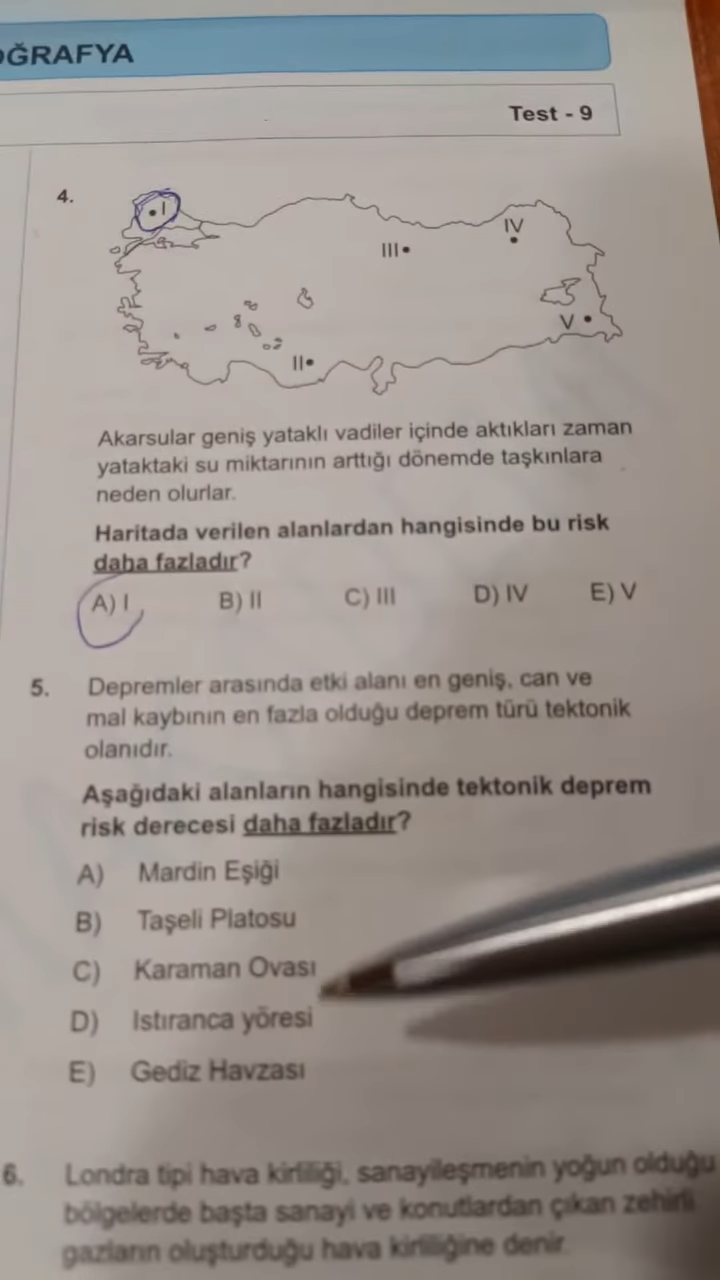 OĞRAFYA
Test - 9
4.
I
IV
III
V
II
Akarsular geniş yataklı vadiler içinde aktıkları zaman
yataktaki su miktarının arttığı dönemde taşkınlara
neden olurlar.
Haritada verilen alanlardan hangisinde bu risk
daha fazladır?
A) I B) II C) III D) IV E) V
5. Depremler arasında etki alanı en geniş, can ve
mal kaybının en fazla olduğu deprem türü tektonik
olanıdır.
Aşağıdaki alanların hangisinde tektonik deprem
risk derecesi daha fazladır?
A) Mardin Eşiği
B) Taşeli Platosu
C) Karaman Ovası
D) Istıranca yöresi
E) Gediz Havzası
6. Londra tipi hava kirliliği, sanayileşmenin yoğun olduğu
bölgelerde başta sanayi ve konutlardan çıkan zehirli
gazların oluşturduğu hava kirliliğine denir.